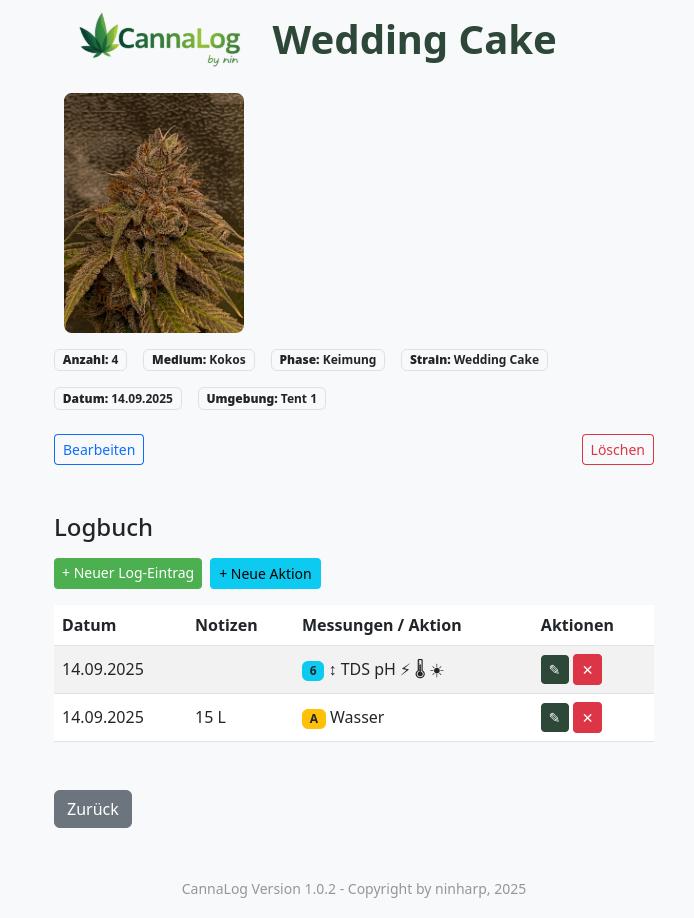 CannaLog
by nin
Wedding Cake
Anzahl: 4 Medium: Kokos Phase: Keimung Strain: Wedding Cake
Datum: 14.09.2025 Umgebung: Tent 1
Bearbeiten Löschen
Logbuch
+ Neuer Log-Eintrag + Neue Aktion
Datum Notizen Messungen / Aktion Aktionen
14.09.2025 6 ↕ TDS pH ⚡🌡☀ ✎ ✕
14.09.2025 15 L A Wasser ✎ ✕
Zurück
CannaLog Version 1.0.2 - Copyright by ninharp, 2025